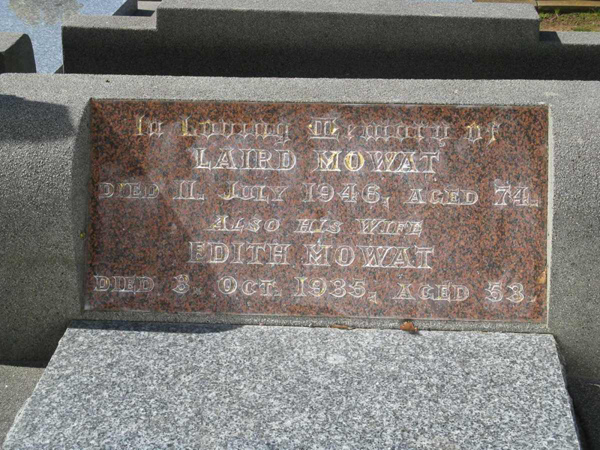 In Loving Memory of
LAIRD MOWAT
DIED 11. JULY 1946, AGED 74.
ALSO HIS WIFE
EDITH MOWAT
DIED 3. OCT. 1935, AGED 53.